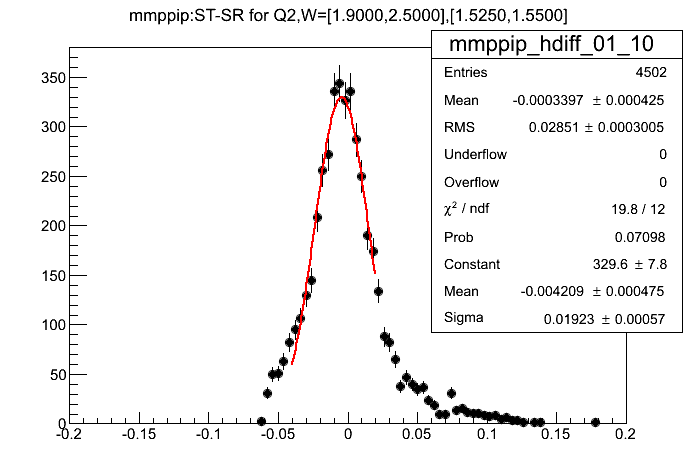 mmppip:ST-SR for Q2,W=[1.9000,2.5000],[1.5250,1.5500]
mmppip_hdiff_01_10
Entries 4502
Mean -0.0003397 ± 0.000425
RMS 0.02851 ± 0.0003005
Underflow 0
Overflow 0
χ² / ndf 19.8 / 12
Prob 0.07098
Constant 329.6 ± 7.8
Mean -0.004209 ± 0.000475
Sigma 0.01923 ± 0.00057
350
300
250
200
150
100
50
0
-0.2 -0.15 -0.1 -0.05 0 0.05 0.1 0.15 0.2